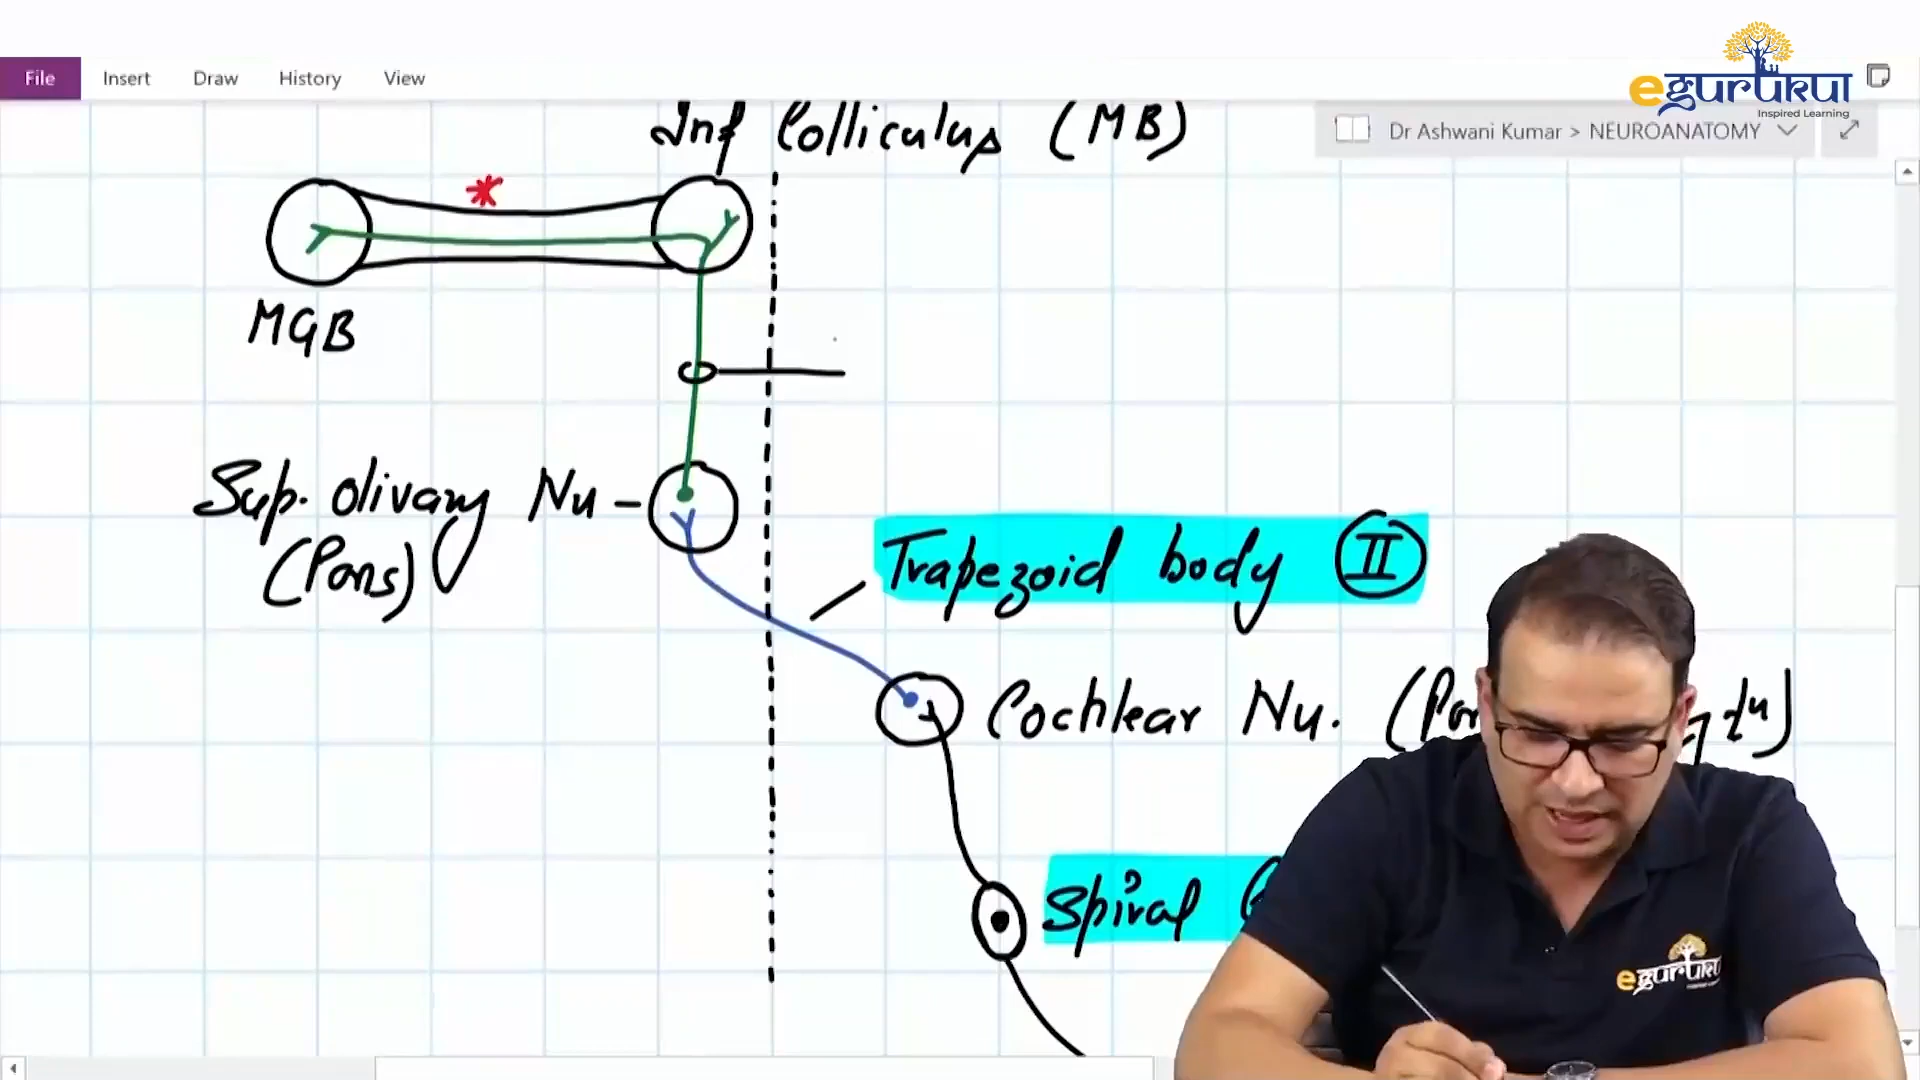 egurukul
Inspired Learning
File Insert Draw History View
Dr Ashwani Kumar > NEUROANATOMY
Inf Colliculus (MB)
MGB
Sup. olivary Nu -
(Pons)
Trapezoid body II
Cochlear Nu.
Spiral
egurukul